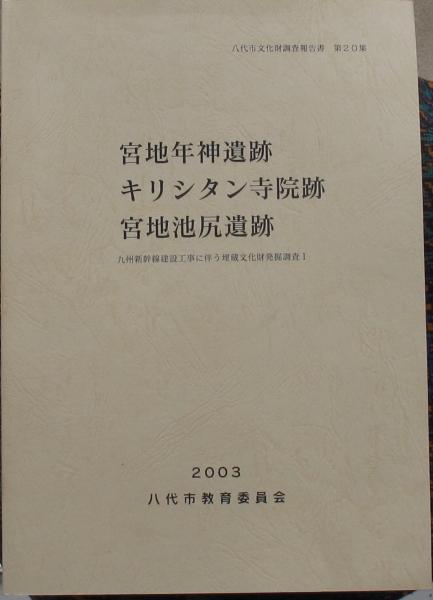 八代市文化財調査報告書　第20集
宮地年神遺跡
キリシタン寺院跡
宮地池尻遺跡
九州新幹線建設工事に伴う埋蔵文化財発掘調査Ⅰ
2003
八代市教育委員会